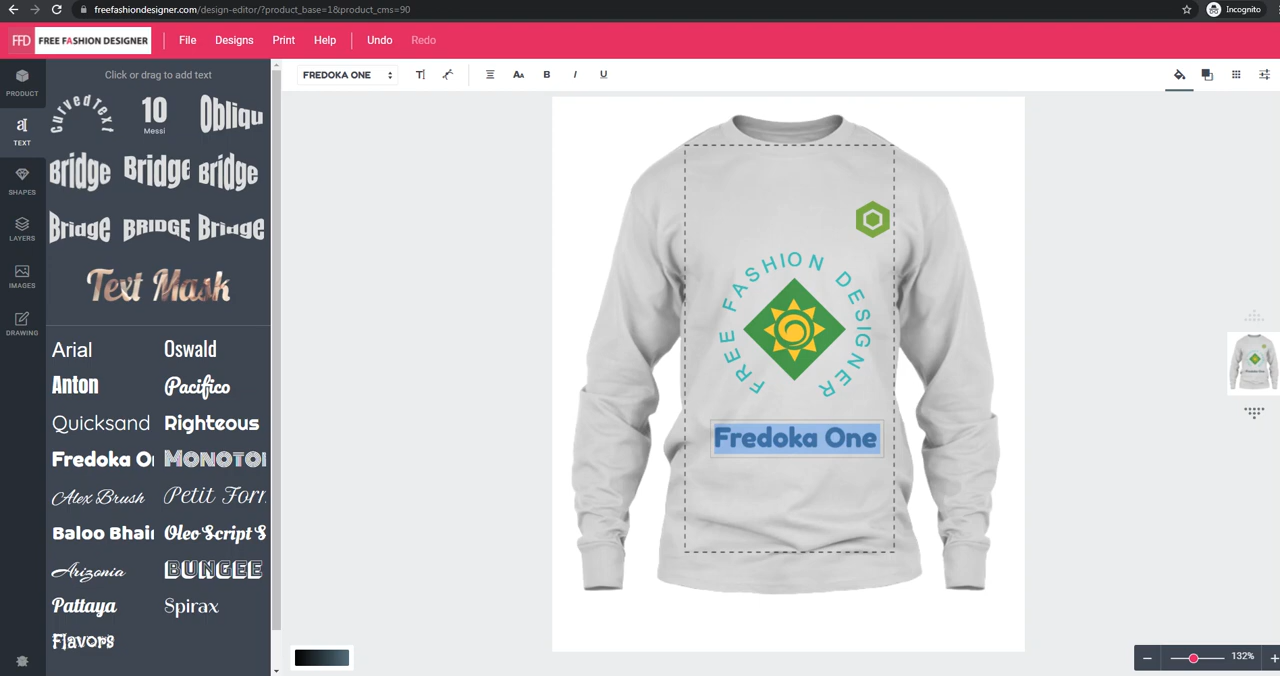 freefashiondesigner.com/design-editor/?product_base=1&product_cms=90
Incognito
FFD FREE FASHION DESIGNER File Designs Print Help Undo Redo
PRODUCT
TEXT
SHAPES
LAYERS
IMAGES
DRAWING
Click or drag to add text
Curved Text
10
Messi
Obliqu
Bridge Bridge Bridge
Bridge BRIDGE Bridge
Text Mask
Arial Oswald
Anton Pacifico
Quicksand Righteous
Fredoka O MONOTO
Alex Brush Petit For
Baloo Bhai Oleo Script S
Arizonia BUNGEE
Pattaya Spirax
Flavors
FREDOKA ONE
B I U
FREE FASHION DESIGNER
Fredoka One
132%